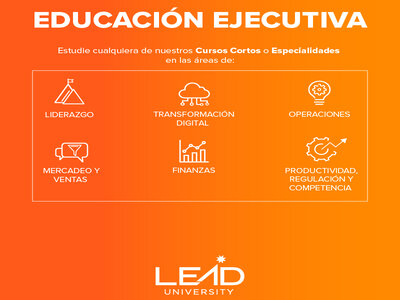 EDUCACIÓN EJECUTIVA
Estudie cualquiera de nuestros Cursos Cortos o Especialidades
en las áreas de:
LIDERAZGO
TRANSFORMACIÓN
DIGITAL
OPERACIONES
MERCADEO Y
VENTAS
FINANZAS
PRODUCTIVIDAD,
REGULACIÓN Y
COMPETENCIA
LEAD
UNIVERSITY